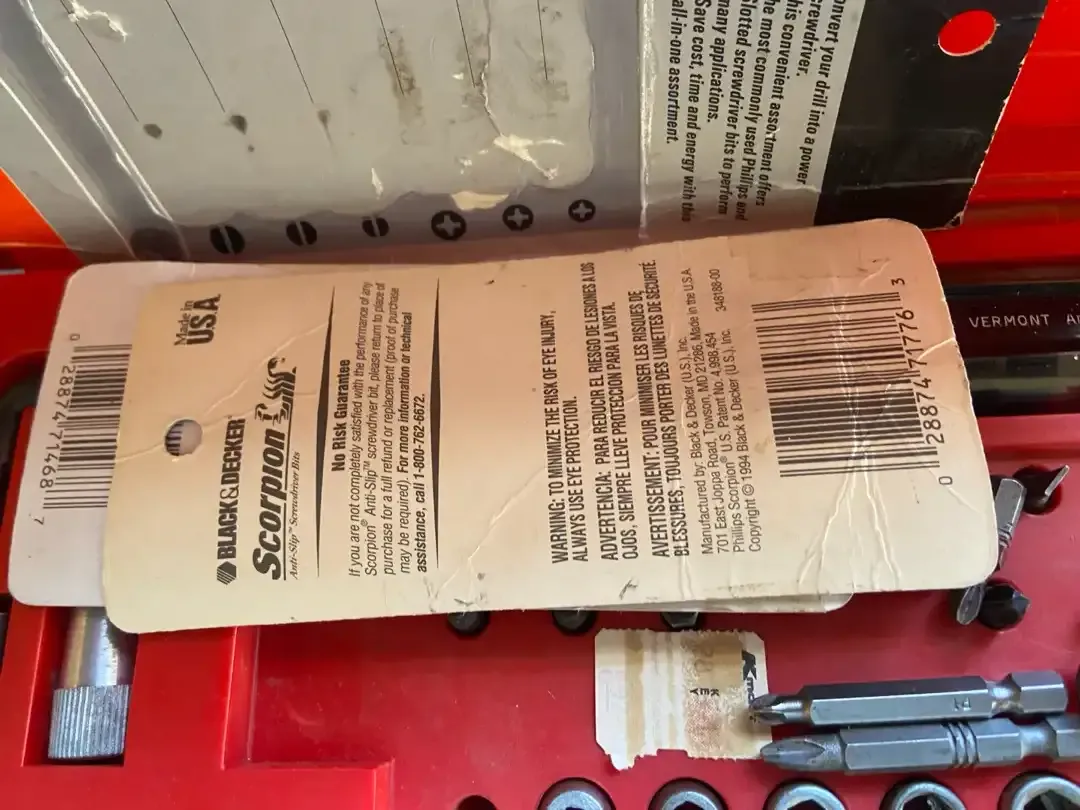 onvert your drill into a power
crewdriver.
his convenient assortment offers
he most commonly used Phillips and
lotted screwdriver bits to perform
many applications.
Save cost, time and energy with this
all-in-one assortment.
VERMONT
0 28874 71468 7
Made in
U.S.A.
BLACK&DECKER
Scorpion
Anti-Slip™ Screwdriver Bits
No Risk Guarantee
If you are not completely satisfied with the performance of any
Scorpion® Anti-Slip™ screwdriver bit, please return to place of
purchase for a full refund or replacement (proof of purchase
may be required). For more information or technical
assistance, call 1-800-762-6672.
WARNING: TO MINIMIZE THE RISK OF EYE INJURY,
ALWAYS USE EYE PROTECTION.
ADVERTENCIA: PARA REDUCIR EL RIESGO DE LESIONES A LOS
OJOS, SIEMPRE LLEVE PROTECCION PARA LA VISTA.
AVERTISSEMENT: POUR MINIMISER LES RISQUES DE
BLESSURES, TOUJOURS PORTER DES LUNETTES DE SÉCURITÉ.
Manufactured by: Black & Decker (U.S.), Inc.
701 East Joppa Road, Towson, MD 21286, Made in the U.S.A.
Phillips Scorpion® U.S. Patent No. 4,998,454 348188-00
Copyright © 1994 Black & Decker (U.S.), Inc.
0 28874 71776 3
Kma
KEY